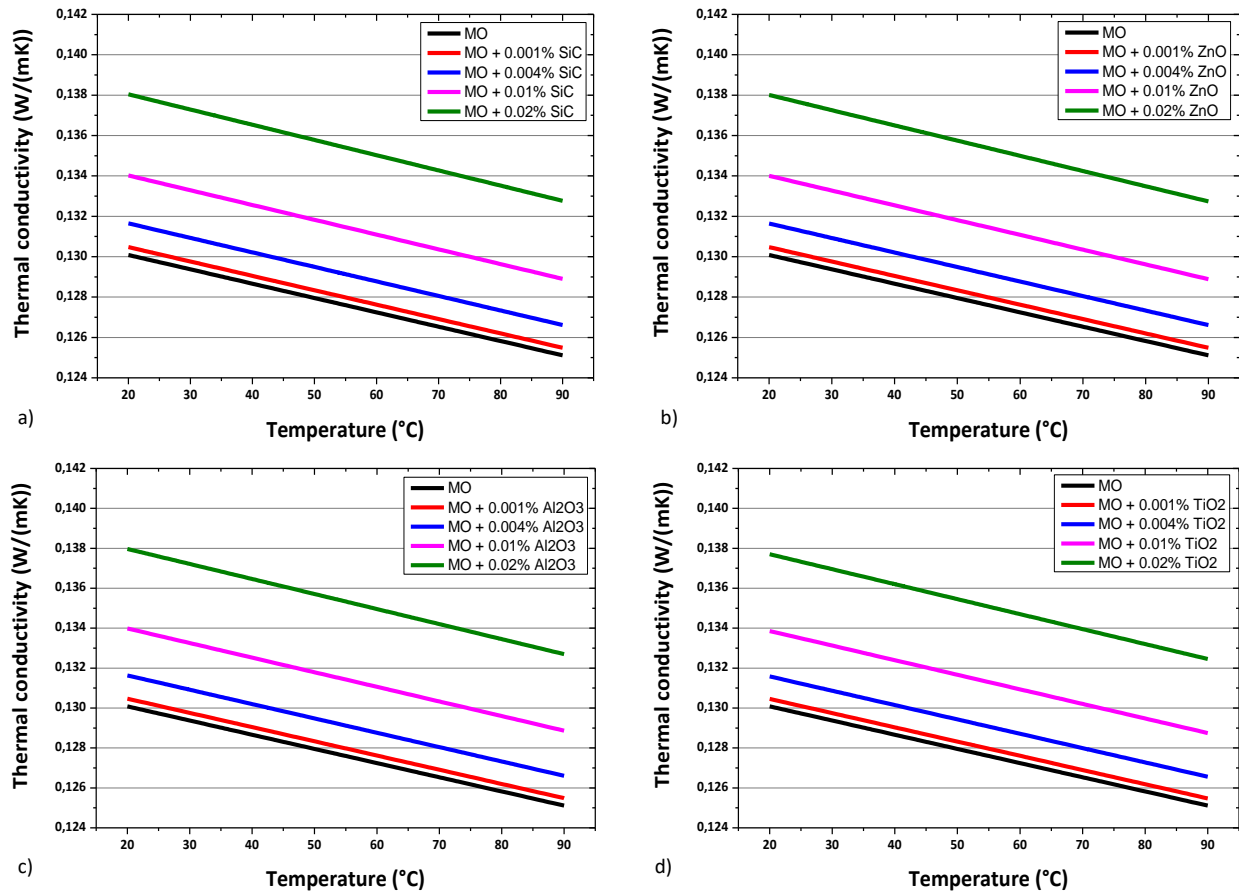 Thermal conductivity (W/(mK))
0,142
0,140
0,138
0,136
0,134
0,132
0,130
0,128
0,126
0,124
MO
MO + 0.001% SiC
MO + 0.004% SiC
MO + 0.01% SiC
MO + 0.02% SiC
20 30 40 50 60 70 80 90
a)
Temperature (°C)
Thermal conductivity (W/(mK))
0,142
0,140
0,138
0,136
0,134
0,132
0,130
0,128
0,126
0,124
MO
MO + 0.001% ZnO
MO + 0.004% ZnO
MO + 0.01% ZnO
MO + 0.02% ZnO
20 30 40 50 60 70 80 90
b)
Temperature (°C)
Thermal conductivity (W/(mK))
0,142
0,140
0,138
0,136
0,134
0,132
0,130
0,128
0,126
0,124
MO
MO + 0.001% Al2O3
MO + 0.004% Al2O3
MO + 0.01% Al2O3
MO + 0.02% Al2O3
20 30 40 50 60 70 80 90
c)
Temperature (°C)
Thermal conductivity (W/(mK))
0,142
0,140
0,138
0,136
0,134
0,132
0,130
0,128
0,126
0,124
MO
MO + 0.001% TiO2
MO + 0.004% TiO2
MO + 0.01% TiO2
MO + 0.02% TiO2
20 30 40 50 60 70 80 90
d)
Temperature (°C)